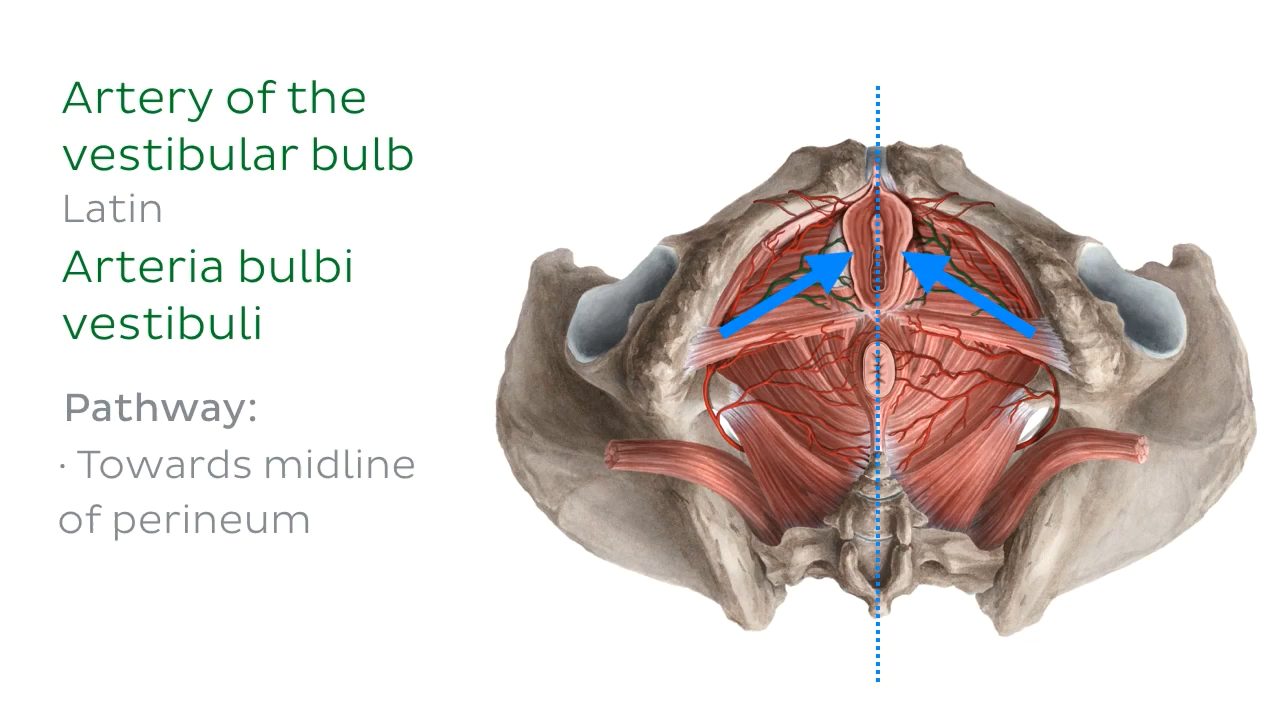 Artery of the
vestibular bulb
Latin
Arteria bulbi
vestibuli
Pathway:
· Towards midline
of perineum